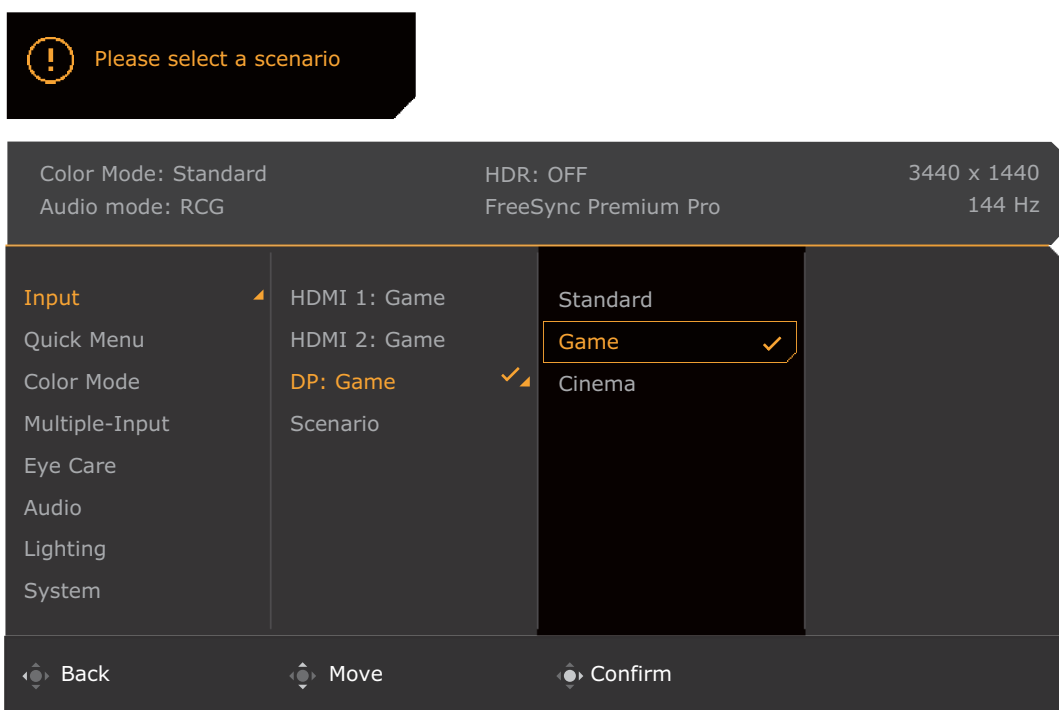 Please select a scenario
Color Mode: Standard
HDR: OFF
3440 x 1440
Audio mode: RCG
FreeSync Premium Pro
144 Hz
Input
HDMI 1: Game
Standard
Quick Menu
HDMI 2: Game
Game
Color Mode
DP: Game
Cinema
Multiple-Input
Scenario
Eye Care
Audio
Lighting
System
Back
Move
Confirm